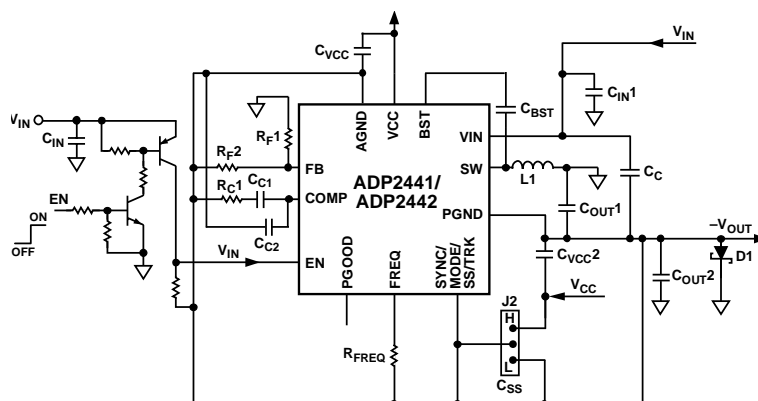 CVCC
VIN
VIN
CIN
CIN1
AGND
VCC
BST
CBST
RF1
VIN
RF2
FB
SW
L1
CC
ADP2441/
ADP2442
RC1
CC1
COMP
PGND
COUT1
EN
ON
OFF
CC2
–VOUT
VIN
EN
PGOOD
FREQ
SYNC/
MODE/
SS/TRK
CVCC2
COUT2
D1
VCC
J2
H
L
RFREQ
CSS